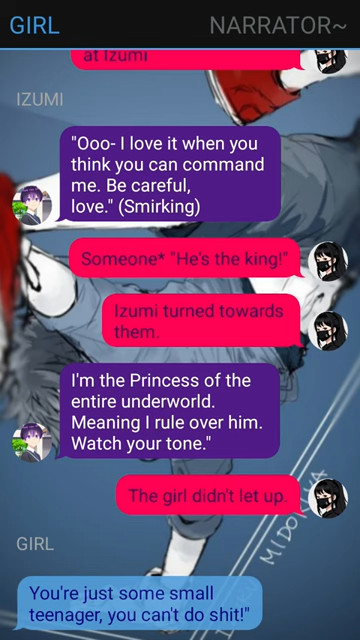 GIRL
NARRATOR~
at Izumi
IZUMI
"Ooo- I love it when you
think you can command
me. Be careful,
love." (Smirking)
Someone* "He's the king!"
Izumi turned towards
them.
I'm the Princess of the
entire underworld.
Meaning I rule over him.
Watch your tone."
The girl didn't let up.
MIDORIYA
GIRL
You're just some small
teenager, you can't do shit!"